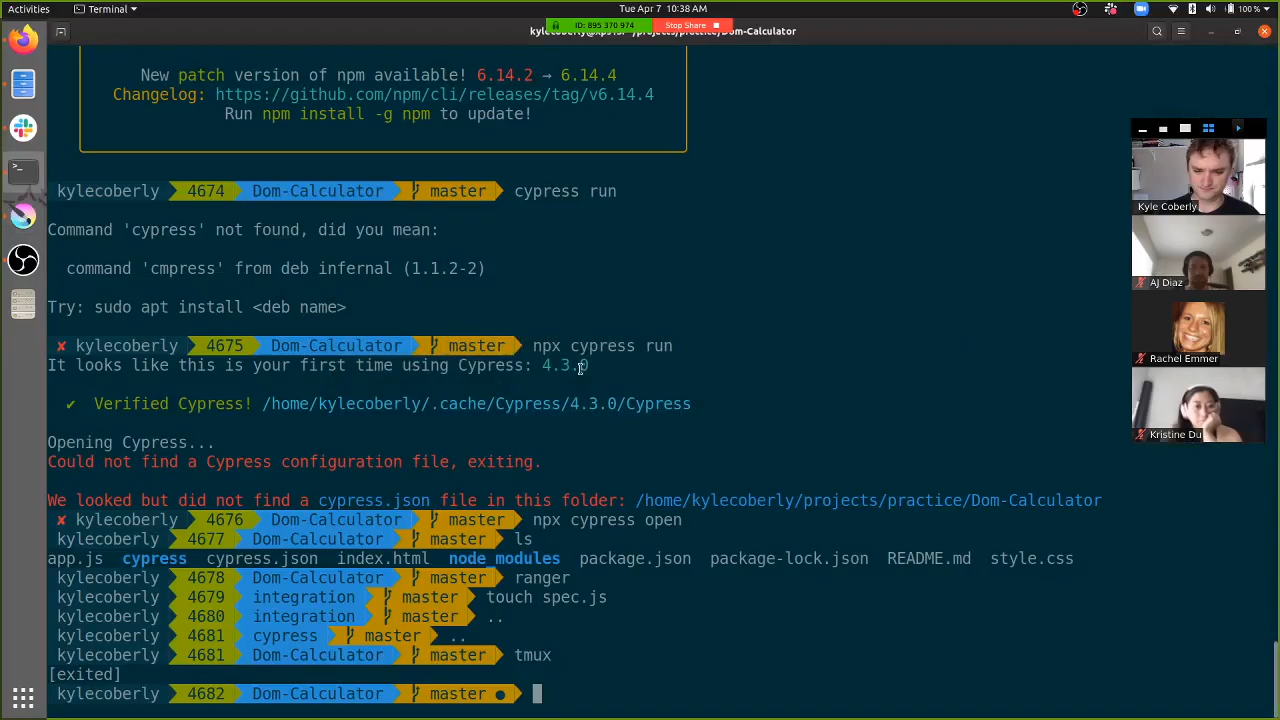 Activities
Terminal
Tue Apr 7 10:38 AM
100 %
ID: 895 370 974
Stop Share
New patch version of npm available! 6.14.2 → 6.14.4
Changelog: https://github.com/npm/cli/releases/tag/v6.14.4
Run npm install -g npm to update!
kylecoberly 4674 Dom-Calculator master cypress run
Command 'cypress' not found, did you mean:
command 'cmpress' from deb infernal (1.1.2-2)
Try: sudo apt install <deb name>
✘ kylecoberly 4675 Dom-Calculator master npx cypress run
It looks like this is your first time using Cypress: 4.3.0
✔ Verified Cypress! /home/kylecoberly/.cache/Cypress/4.3.0/Cypress
Opening Cypress...
Could not find a Cypress configuration file, exiting.
We looked but did not find a cypress.json file in this folder: /home/kylecoberly/projects/practice/Dom-Calculator
✘ kylecoberly 4676 Dom-Calculator master npx cypress open
kylecoberly 4677 Dom-Calculator master ls
app.js cypress cypress.json index.html node_modules package.json package-lock.json README.md style.css
kylecoberly 4678 Dom-Calculator master ranger
kylecoberly 4679 integration master touch spec.js
kylecoberly 4680 integration master ..
kylecoberly 4681 cypress master ..
kylecoberly 4681 Dom-Calculator master tmux
[exited]
kylecoberly 4682 Dom-Calculator master ●
Kyle Coberly
AJ Diaz
Rachel Emmer
Kristine Du